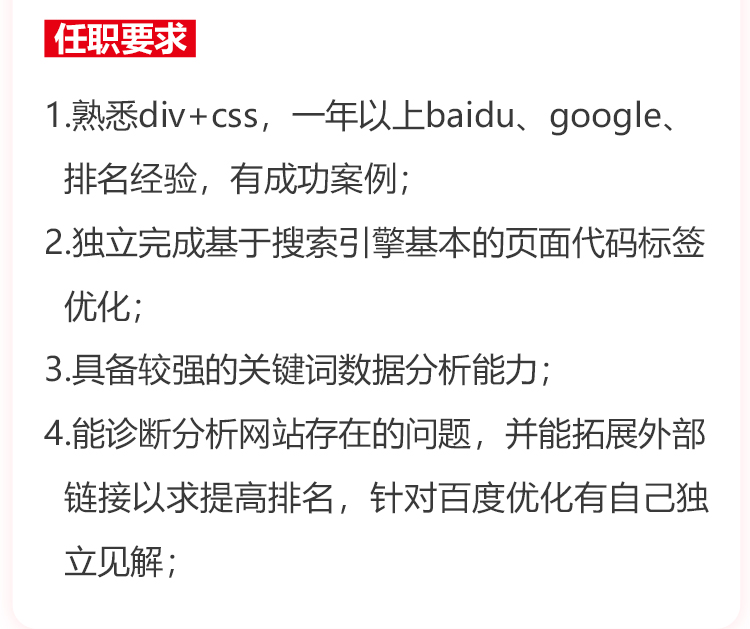 任职要求
1.熟悉div+css，一年以上baidu、google、
排名经验，有成功案例；
2.独立完成基于搜索引擎基本的页面代码标签
优化；
3.具备较强的关键词数据分析能力；
4.能诊断分析网站存在的问题，并能拓展外部
链接以求提高排名，针对百度优化有自己独
立见解；